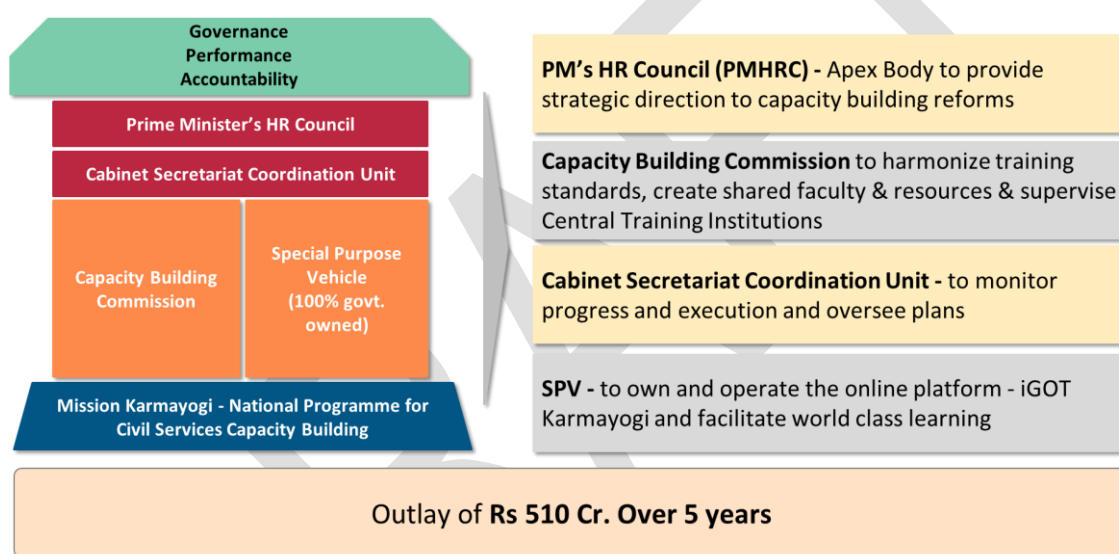 Governance
Performance
Accountability
Prime Minister's HR Council
Cabinet Secretariat Coordination Unit
Capacity Building
Commission
Special Purpose
Vehicle
(100% govt.
owned)
Mission Karmayogi - National Programme for
Civil Services Capacity Building
PM's HR Council (PMHRC) - Apex Body to provide
strategic direction to capacity building reforms
Capacity Building Commission to harmonize training
standards, create shared faculty & resources & supervise
Central Training Institutions
Cabinet Secretariat Coordination Unit - to monitor
progress and execution and oversee plans
SPV - to own and operate the online platform - iGOT
Karmayogi and facilitate world class learning
Outlay of Rs 510 Cr. Over 5 years